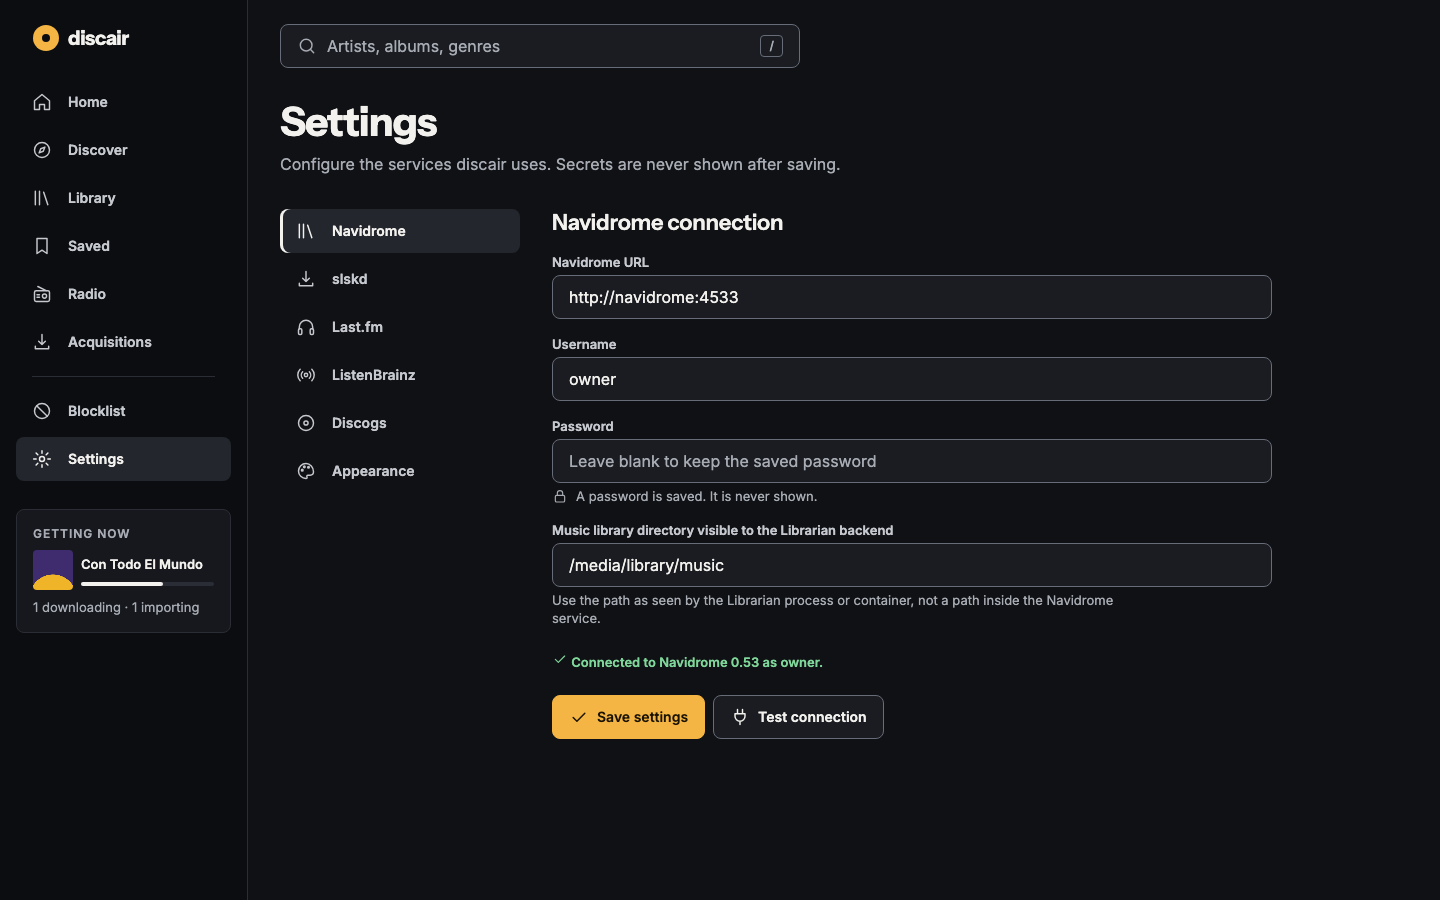 discair
Home
Discover
Library
Saved
Radio
Acquisitions
Blocklist
Settings
GETTING NOW
Con Todo El Mundo
1 downloading · 1 importing
Artists, albums, genres
/
Settings
Configure the services discair uses. Secrets are never shown after saving.
Navidrome
slskd
Last.fm
ListenBrainz
Discogs
Appearance
Navidrome connection
Navidrome URL
http://navidrome:4533
Username
owner
Password
Leave blank to keep the saved password
A password is saved. It is never shown.
Music library directory visible to the Librarian backend
/media/library/music
Use the path as seen by the Librarian process or container, not a path inside the Navidrome
service.
Connected to Navidrome 0.53 as owner.
Save settings
Test connection